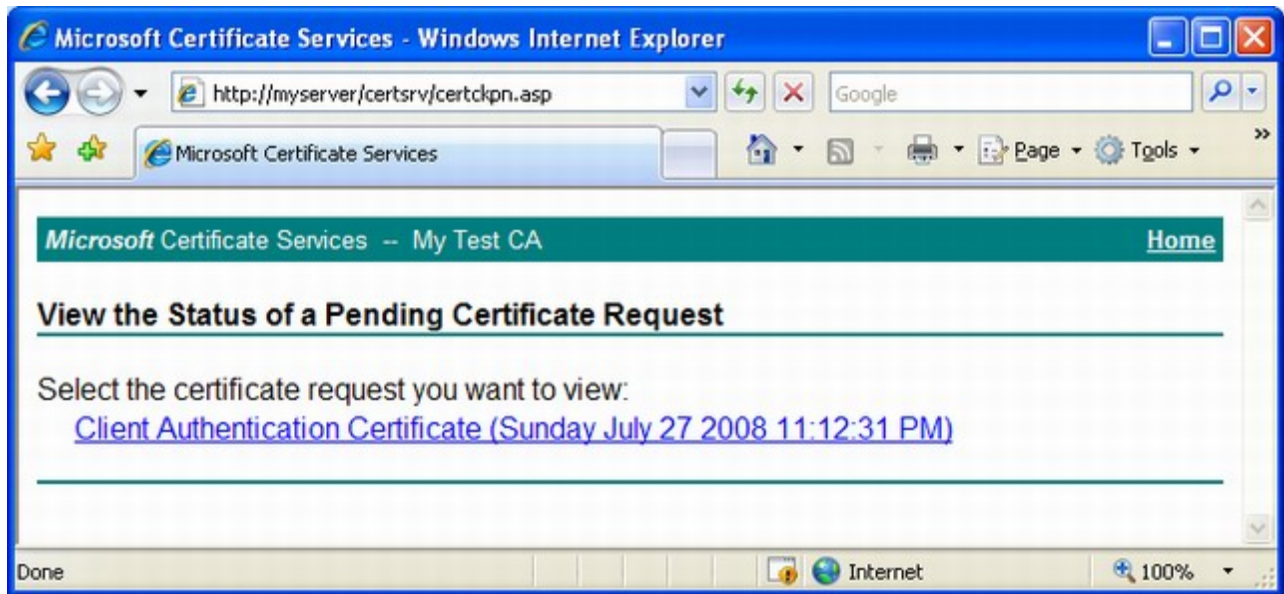 Microsoft Certificate Services - Windows Internet Explorer
http://myserver/certsrv/certckpn.asp
Google
Microsoft Certificate Services
Page
Tools
Microsoft Certificate Services -- My Test CA
Home
View the Status of a Pending Certificate Request
Select the certificate request you want to view:
Client Authentication Certificate (Sunday July 27 2008 11:12:31 PM)
Done
Internet
100%